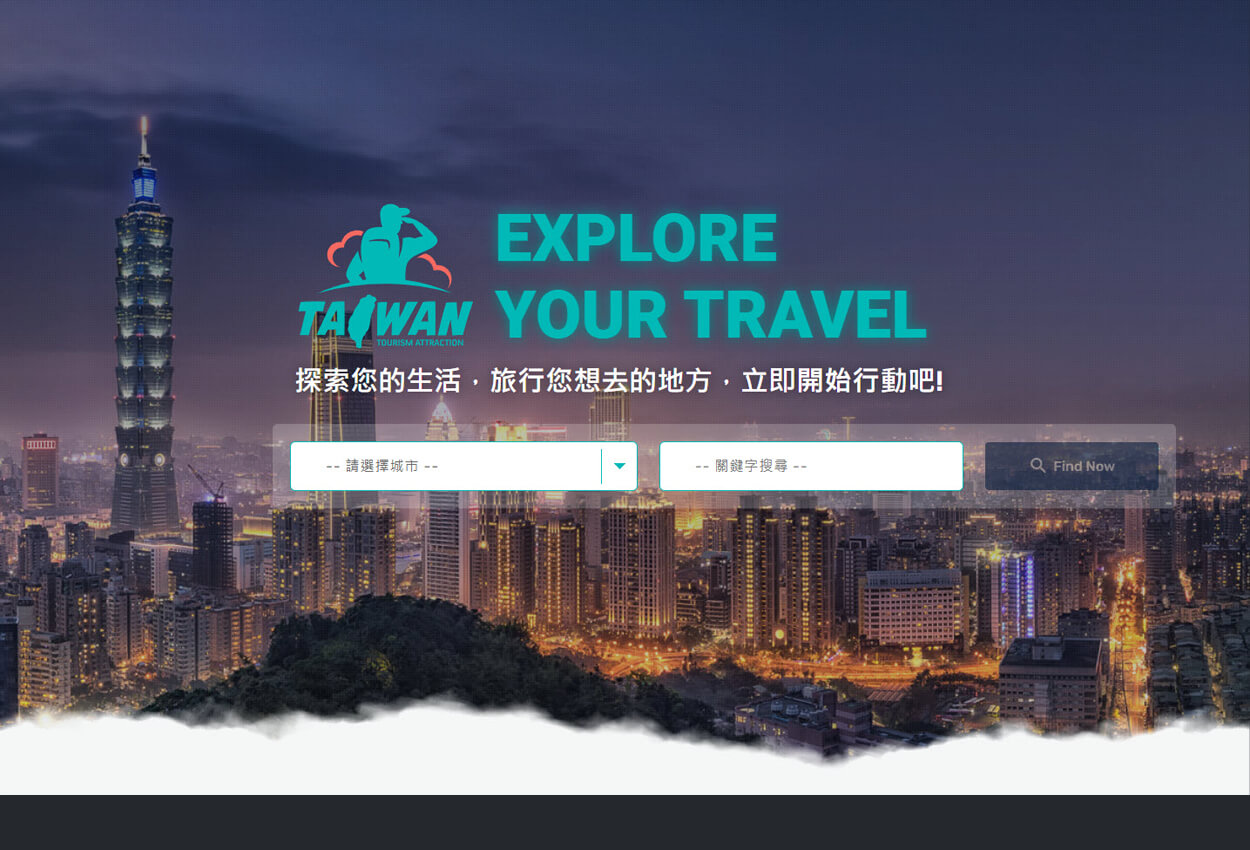 EXPLORE
YOUR TRAVEL
TAIWAN
TOURISM ATTRACTION
探索您的生活，旅行您想去的地方，立即開始行動吧!
-- 請選擇城市 --
-- 關鍵字搜尋 --
Find Now